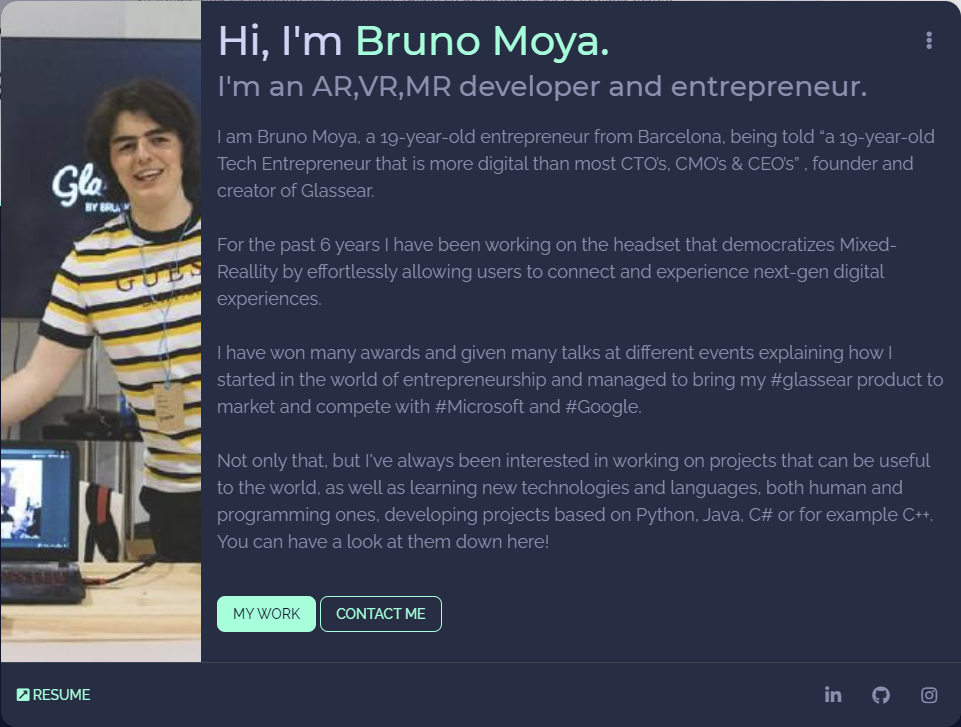 Hi, I'm Bruno Moya.
I'm an AR,VR,MR developer and entrepreneur.
I am Bruno Moya, a 19-year-old entrepreneur from Barcelona, being told “a 19-year-old
Tech Entrepreneur that is more digital than most CTO’s, CMO’s & CEO’s” , founder and
creator of Glassear.
For the past 6 years I have been working on the headset that democratizes Mixed-
Reallity by effortlessly allowing users to connect and experience next-gen digital
experiences.
I have won many awards and given many talks at different events explaining how I
started in the world of entrepreneurship and managed to bring my #glassear product to
market and compete with #Microsoft and #Google.
Not only that, but I've always been interested in working on projects that can be useful
to the world, as well as learning new technologies and languages, both human and
programming ones, developing projects based on Python, Java, C# or for example C++.
You can have a look at them down here!
MY WORK CONTACT ME
RESUME
in
Gla
BY BRU
GUES